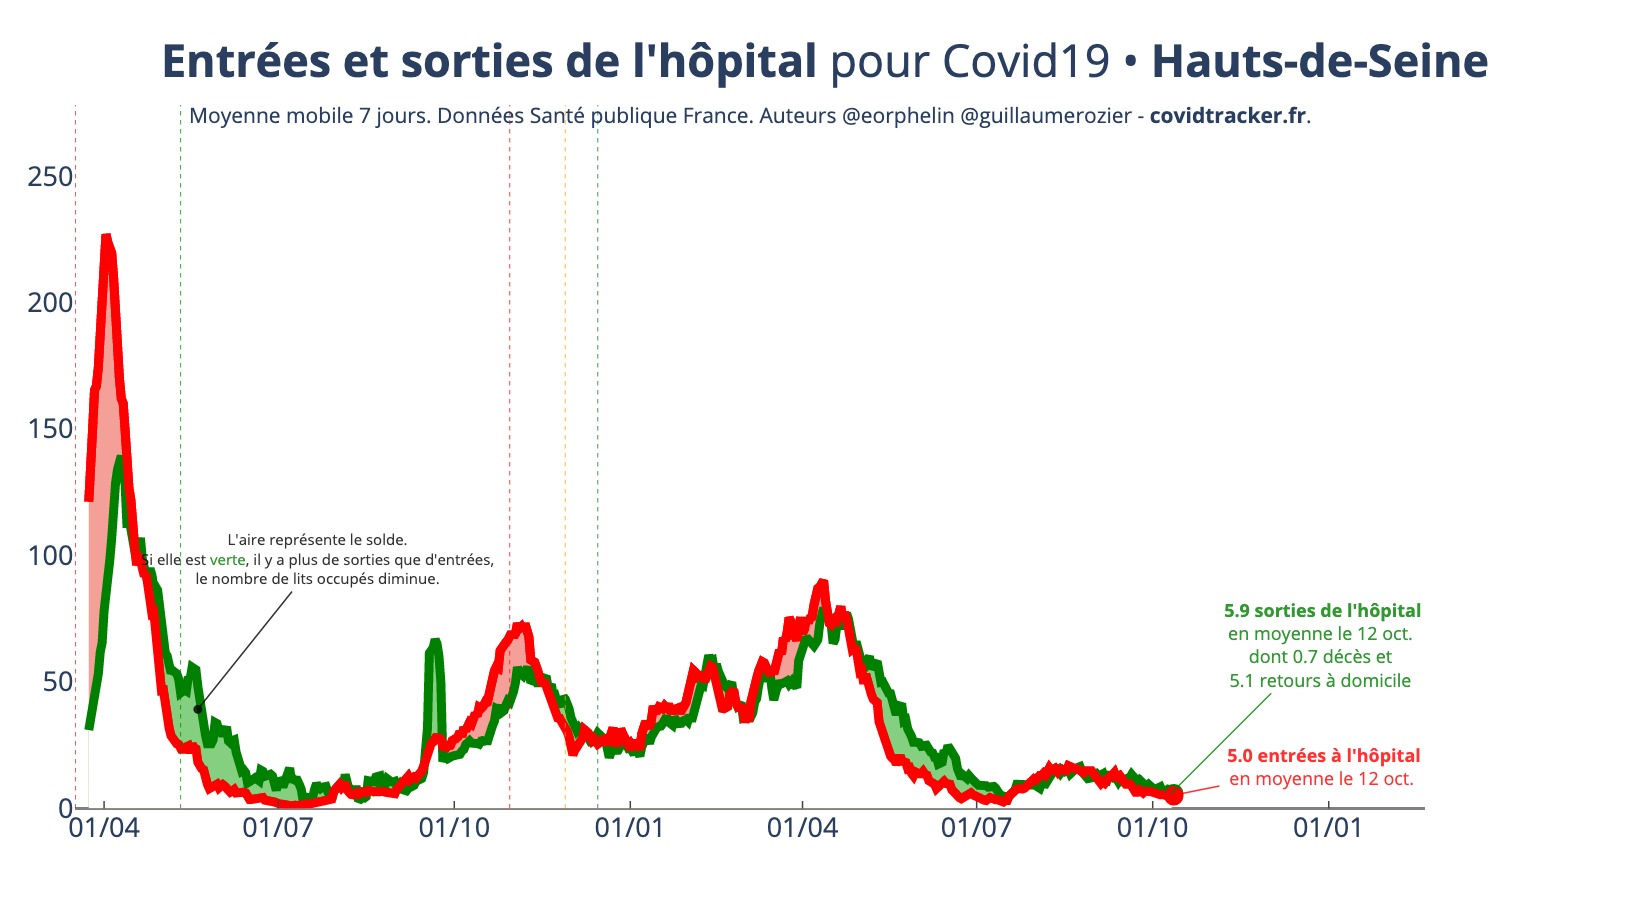 Entrées et sorties de l'hôpital pour Covid19 • Hauts-de-Seine
Moyenne mobile 7 jours. Données Santé publique France. Auteurs @eorphelin @guillaumerozier - covidtracker.fr.
250
200
150
100
50
0
L'aire représente le solde.
Si elle est verte, il y a plus de sorties que d'entrées,
le nombre de lits occupés diminue.
5.9 sorties de l'hôpital
en moyenne le 12 oct.
dont 0.7 décès et
5.1 retours à domicile
5.0 entrées à l'hôpital
en moyenne le 12 oct.
01/04 01/07 01/10 01/01 01/04 01/07 01/10 01/01